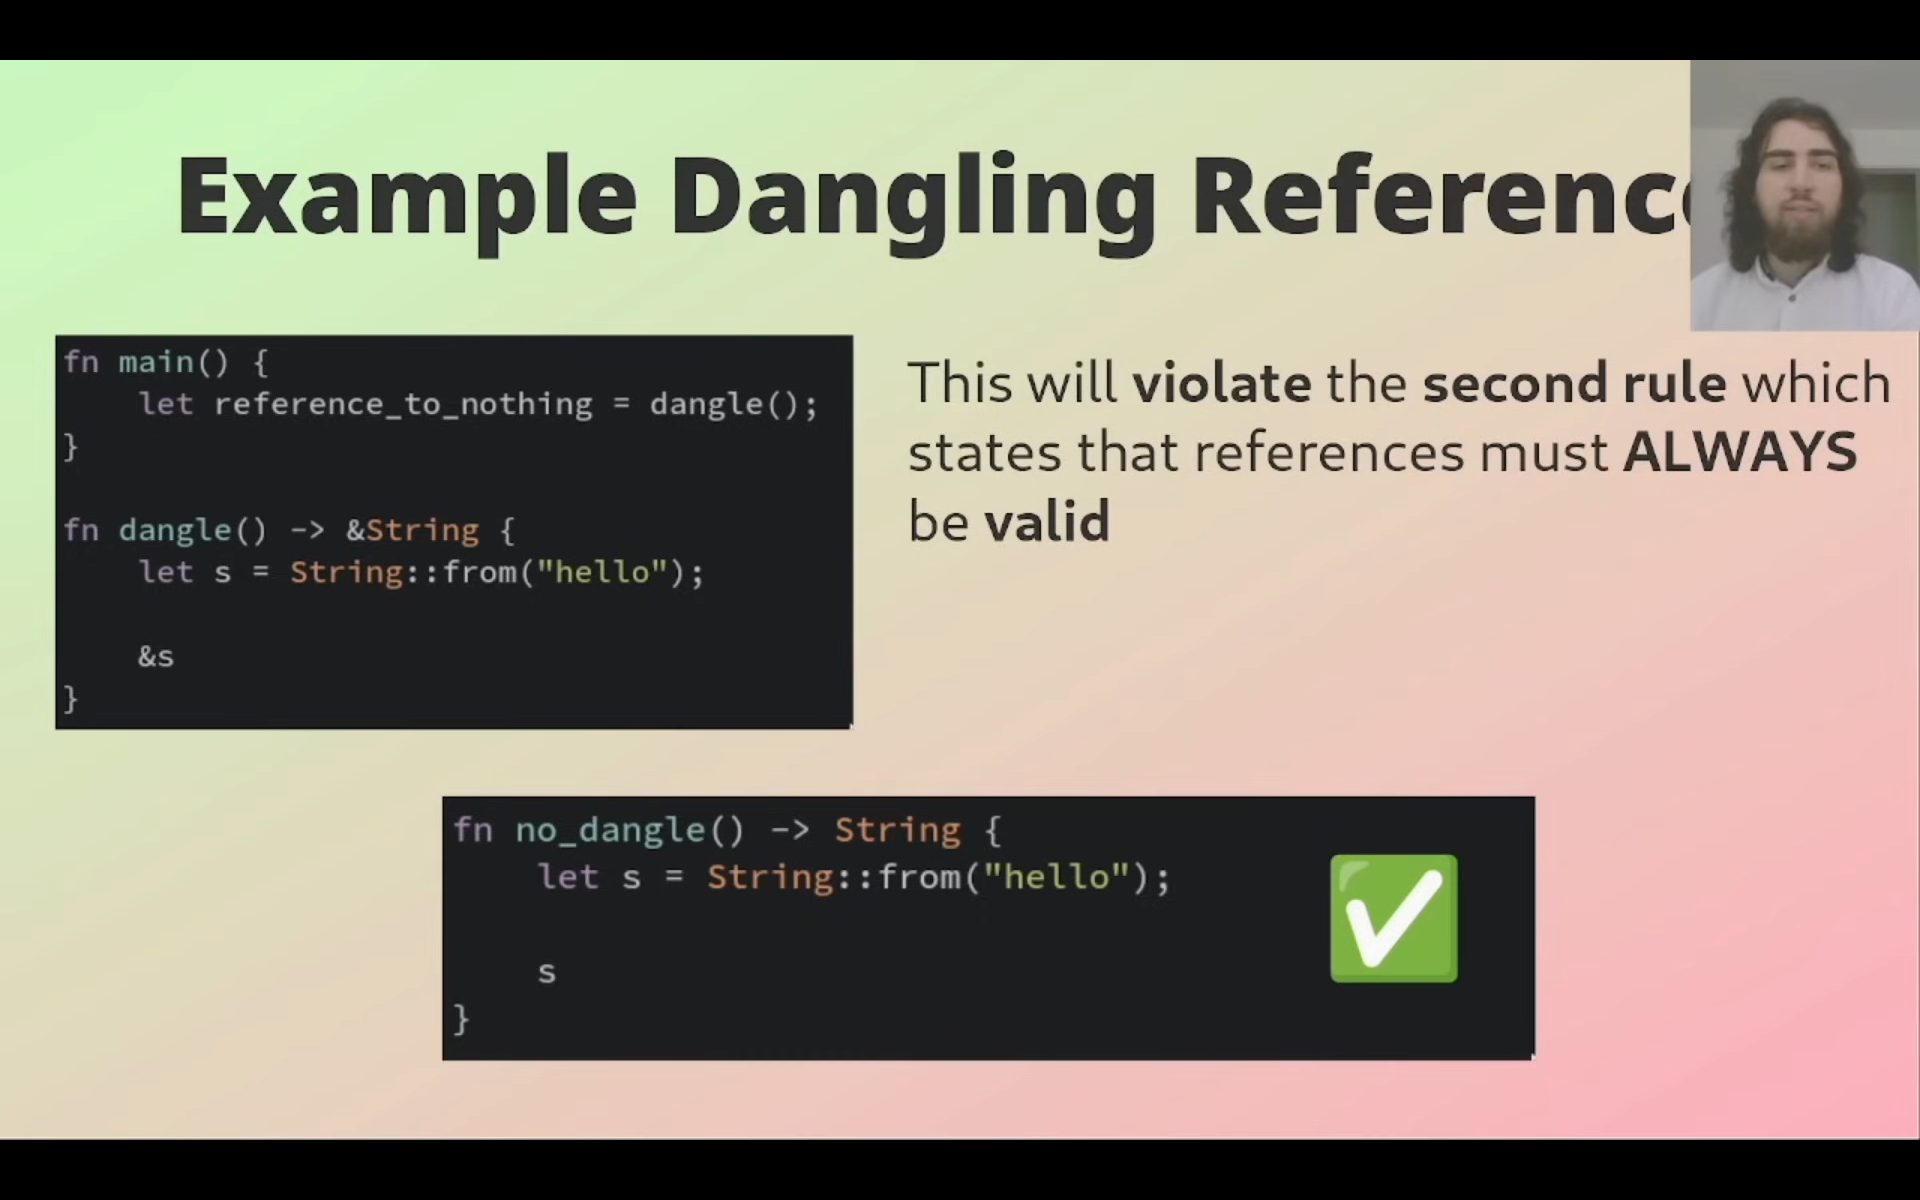 Example Dangling Referenc
fn main() {
    let reference_to_nothing = dangle();
}
fn dangle() -> &String {
    let s = String::from("hello");
    &s
}
This will violate the second rule which
states that references must ALWAYS
be valid
fn no_dangle() -> String {
    let s = String::from("hello");
    s
}